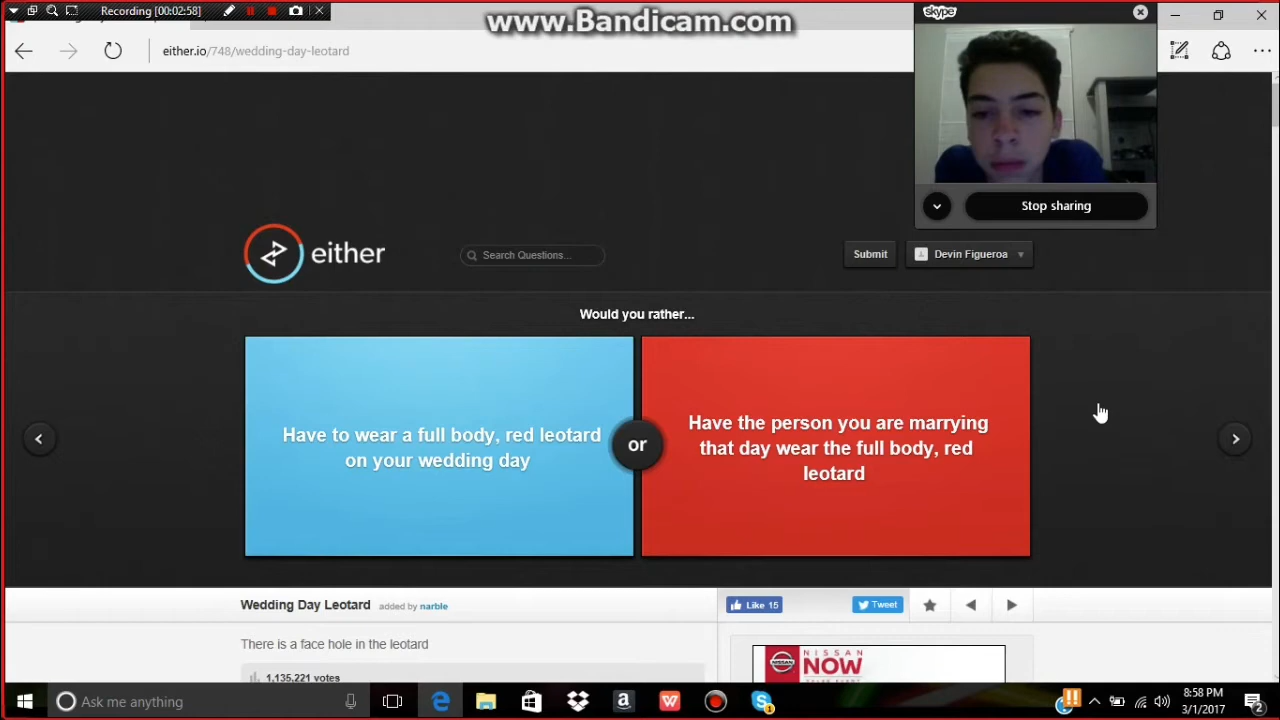 Recording [00:02:58]
www.Bandicam.com
skype
either.io/748/wedding-day-leotard
Stop sharing
either
Search Questions...
Submit
Devin Figueroa
Would you rather...
Have to wear a full body, red leotard
on your wedding day
or
Have the person you are marrying
that day wear the full body, red
leotard
Wedding Day Leotard added by narble
Like 15
Tweet
There is a face hole in the leotard
1,135,221 votes
NISSAN
NOW
Ask me anything
8:58 PM
3/1/2017